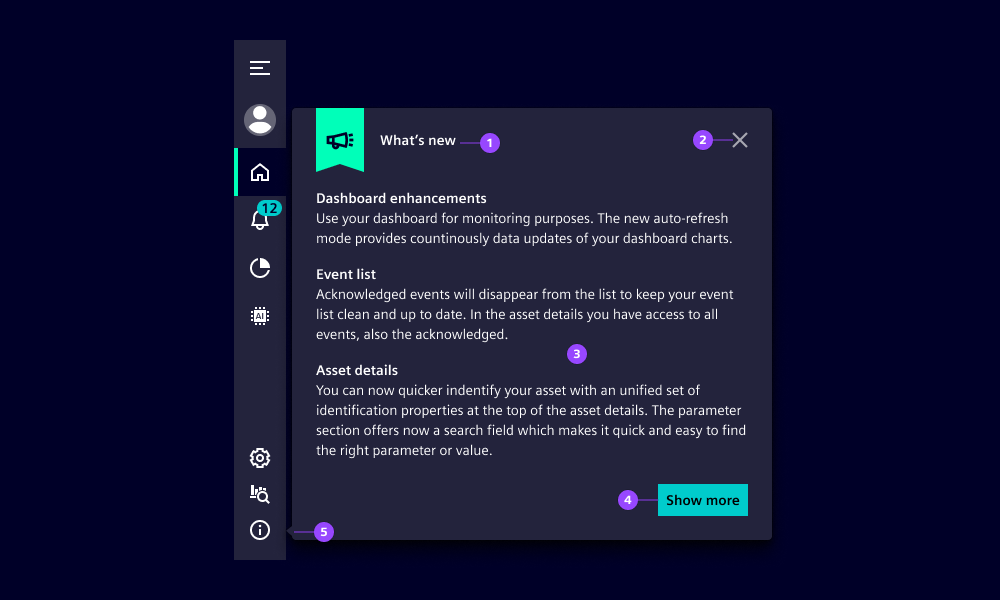 What's new
1
2
12
Dashboard enhancements
Use your dashboard for monitoring purposes. The new auto-refresh
mode provides countinously data updates of your dashboard charts.
Event list
Acknowledged events will disappear from the list to keep your event
list clean and up to date. In the asset details you have access to all
events, also the acknowledged.
AI
3
Asset details
You can now quicker indentify your asset with an unified set of
identification properties at the top of the asset details. The parameter
section offers now a search field which makes it quick and easy to find
the right parameter or value.
4
Show more
5